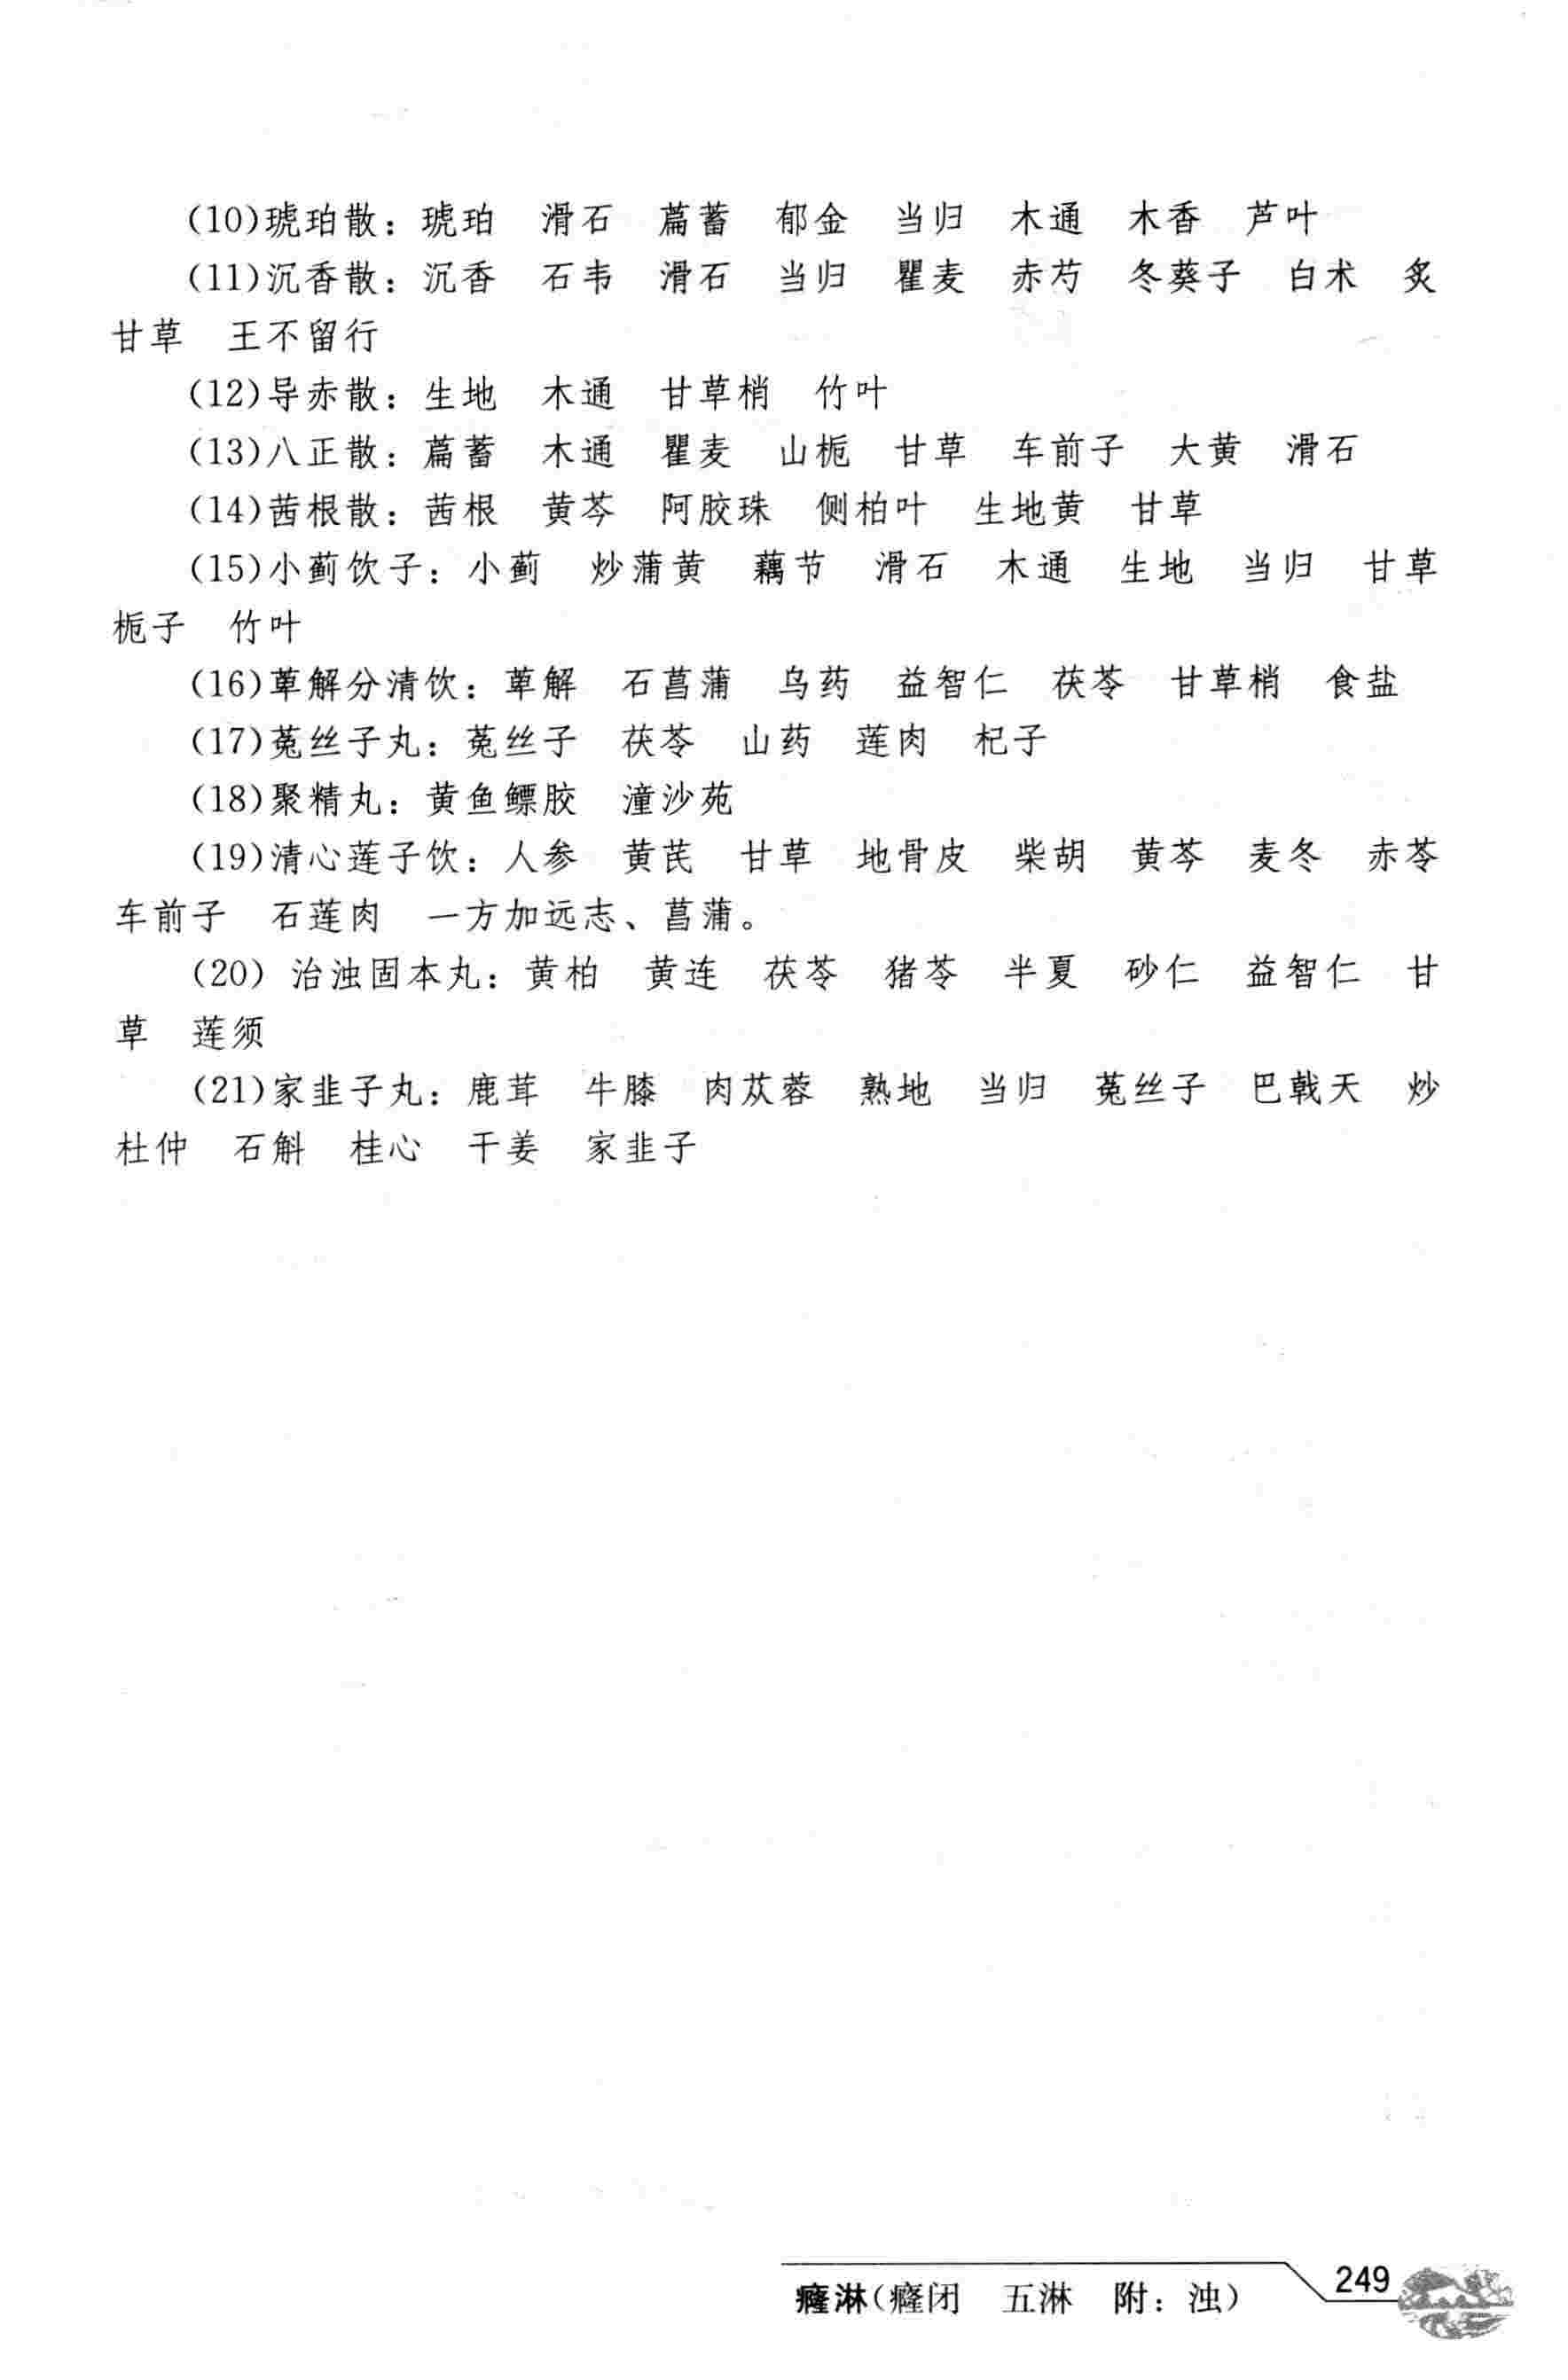 (10)琥珀散：琥珀　滑石　萹蓄　郁金　当归　木通　木香　芦叶
(11)沉香散：沉香　石韦　滑石　当归　瞿麦　赤芍　冬葵子　白术　炙
甘草　王不留行
(12)导赤散：生地　木通　甘草梢　竹叶
(13)八正散：萹蓄　木通　瞿麦　山栀　甘草　车前子　大黄　滑石
(14)茜根散：茜根　黄芩　阿胶珠　侧柏叶　生地黄　甘草
(15)小蓟饮子：小蓟　炒蒲黄　藕节　滑石　木通　生地　当归　甘草
栀子　竹叶
(16)萆解分清饮：萆解　石菖蒲　乌药　益智仁　茯苓　甘草梢　食盐
(17)菟丝子丸：菟丝子　茯苓　山药　莲肉　杞子
(18)聚精丸：黄鱼鳔胶　潼沙苑
(19)清心莲子饮：人参　黄芪　甘草　地骨皮　柴胡　黄芩　麦冬　赤苓
车前子　石莲肉　一方加远志、菖蒲。
(20) 治浊固本丸：黄柏　黄连　茯苓　猪苓　半夏　砂仁　益智仁　甘
草　莲须
(21)家韭子丸：鹿茸　牛膝　肉苁蓉　熟地　当归　菟丝子　巴戟天　炒
杜仲　石斛　桂心　干姜　家韭子
249
癃淋(癃闭　五淋　附：浊)